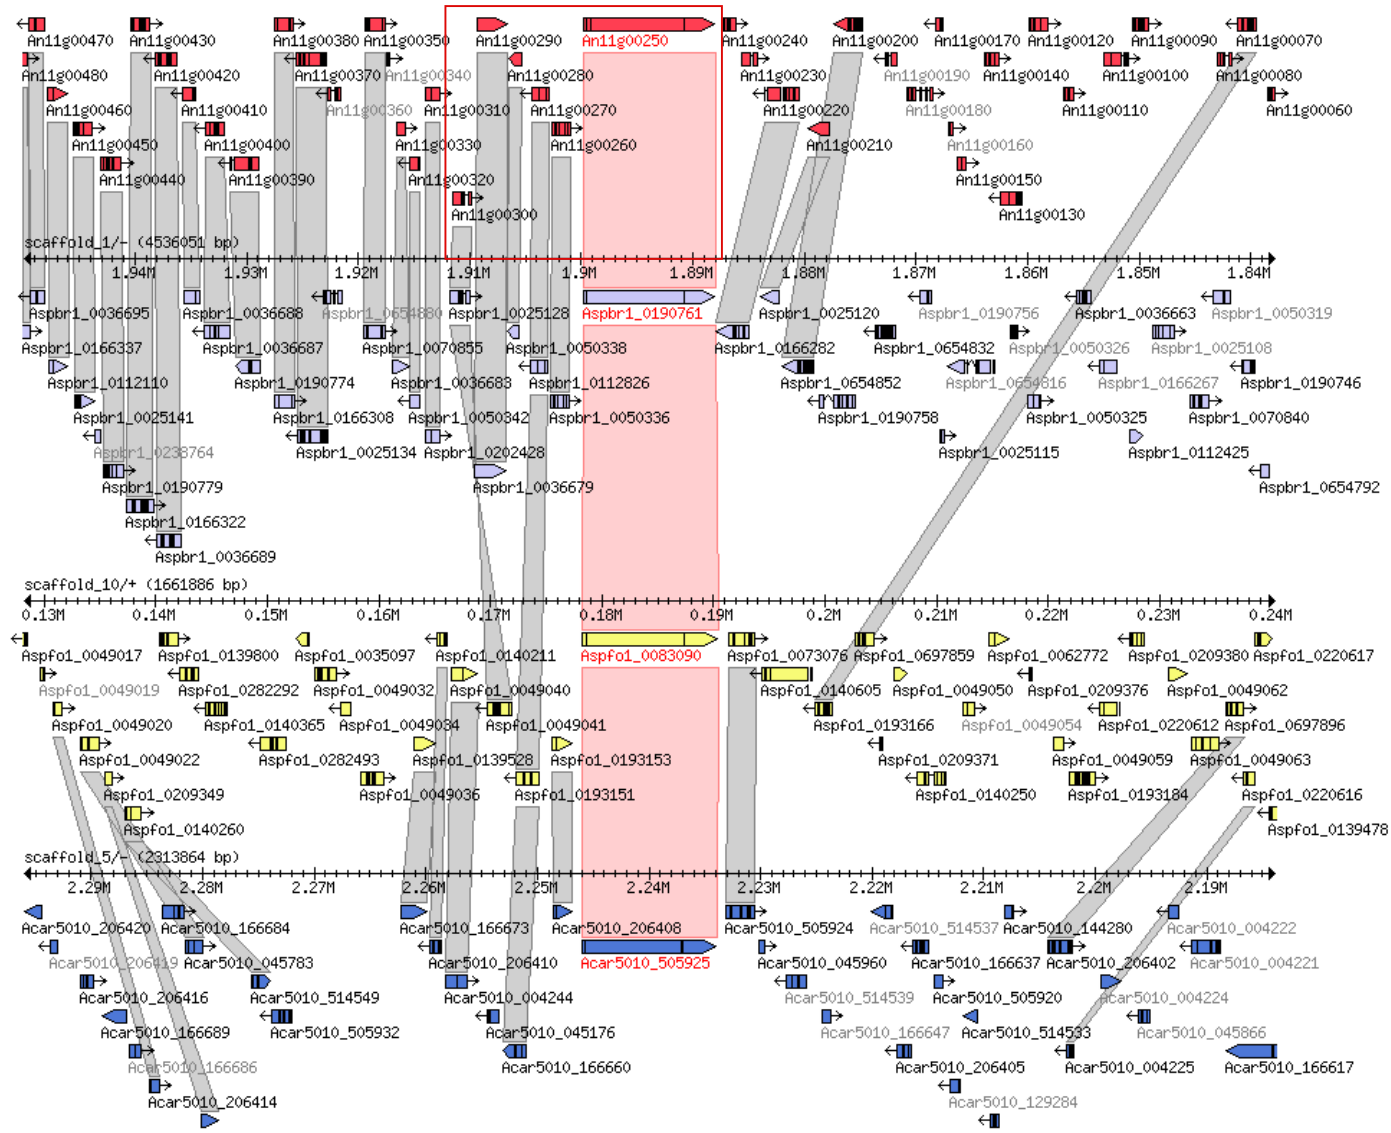 An11g00470 An11g00430 An11g00380 An11g00350 An11g00290 An11g00250 An11g00240 An11g00200 An11g00170 An11g00120 An11g00090 An11g00070
An11g00480 An11g00420 An11g00370 An11g00340 An11g00280 An11g00230 An11g00190 An11g00140 An11g00100 An11g00080
An11g00460 An11g00410 An11g00360 An11g00310 An11g00270 An11g00220 An11g00180 An11g00110 An11g00060
An11g00450 An11g00400 An11g00330 An11g00260 An11g00210 An11g00160
An11g00440 An11g00390 An11g00320 An11g00150
An11g00300 An11g00130
scaffold_1/- (4536051 bp)
1.94M 1.93M 1.92M 1.91M 1.9M 1.89M 1.88M 1.87M 1.86M 1.85M 1.84M
Aspbr1_0036695 Aspbr1_0036688 Aspbr1_0654880 Aspbr1_0025128 Aspbr1_0190761 Aspbr1_0025120 Aspbr1_0190756 Aspbr1_0036663 Aspbr1_0050319
Aspbr1_0166337 Aspbr1_0036687 Aspbr1_0070855 Aspbr1_0050338 Aspbr1_0166282 Aspbr1_0654832 Aspbr1_0050326 Aspbr1_0025108
Aspbr1_0112110 Aspbr1_0190774 Aspbr1_0036683 Aspbr1_0112826 Aspbr1_0654852 Aspbr1_0654816 Aspbr1_0166267 Aspbr1_0190746
Aspbr1_0025141 Aspbr1_0166308 Aspbr1_0050342 Aspbr1_0050336 Aspbr1_0190758 Aspbr1_0050325 Aspbr1_0070840
Aspbr1_0238764 Aspbr1_0025134 Aspbr1_0202428 Aspbr1_0025115 Aspbr1_0112425
Aspbr1_0190779 Aspbr1_0036679 Aspbr1_0654792
Aspbr1_0166322
Aspbr1_0036689
scaffold_10/+ (1661886 bp)
0.13M 0.14M 0.15M 0.16M 0.17M 0.18M 0.19M 0.2M 0.21M 0.22M 0.23M 0.24M
Aspfo1_0049017 Aspfo1_0139800 Aspfo1_0035097 Aspfo1_0140211 Aspfo1_0083090 Aspfo1_0073076 Aspfo1_0697859 Aspfo1_0062772 Aspfo1_0209380 Aspfo1_0220617
Aspfo1_0049019 Aspfo1_0282292 Aspfo1_0049032 Aspfo1_0049040 Aspfo1_0140605 Aspfo1_0049050 Aspfo1_0209376 Aspfo1_0049062
Aspfo1_0049020 Aspfo1_0140365 Aspfo1_0049034 Aspfo1_0049041 Aspfo1_0193166 Aspfo1_0049054 Aspfo1_0220612 Aspfo1_0697896
Aspfo1_0049022 Aspfo1_0282493 Aspfo1_0139528 Aspfo1_0193153 Aspfo1_0209371 Aspfo1_0049059 Aspfo1_0049063
Aspfo1_0209349 Aspfo1_0049036 Aspfo1_0193151 Aspfo1_0140250 Aspfo1_0193184 Aspfo1_0220616
Aspfo1_0140260 Aspfo1_0139478
scaffold_5/- (2313864 bp)
2.29M 2.28M 2.27M 2.26M 2.25M 2.24M 2.23M 2.22M 2.21M 2.2M 2.19M
Acar5010_206420 Acar5010_166684 Acar5010_166673 Acar5010_206408 Acar5010_505924 Acar5010_514537 Acar5010_144280 Acar5010_004222
Acar5010_206419 Acar5010_045783 Acar5010_206410 Acar5010_505925 Acar5010_045960 Acar5010_166637 Acar5010_206402 Acar5010_004221
Acar5010_206416 Acar5010_514549 Acar5010_004244 Acar5010_514539 Acar5010_505920 Acar5010_004224
Acar5010_166689 Acar5010_505932 Acar5010_045176 Acar5010_166647 Acar5010_514533 Acar5010_045866
Acar5010_166686 Acar5010_166660 Acar5010_206405 Acar5010_004225 Acar5010_166617
Acar5010_206414 Acar5010_129284